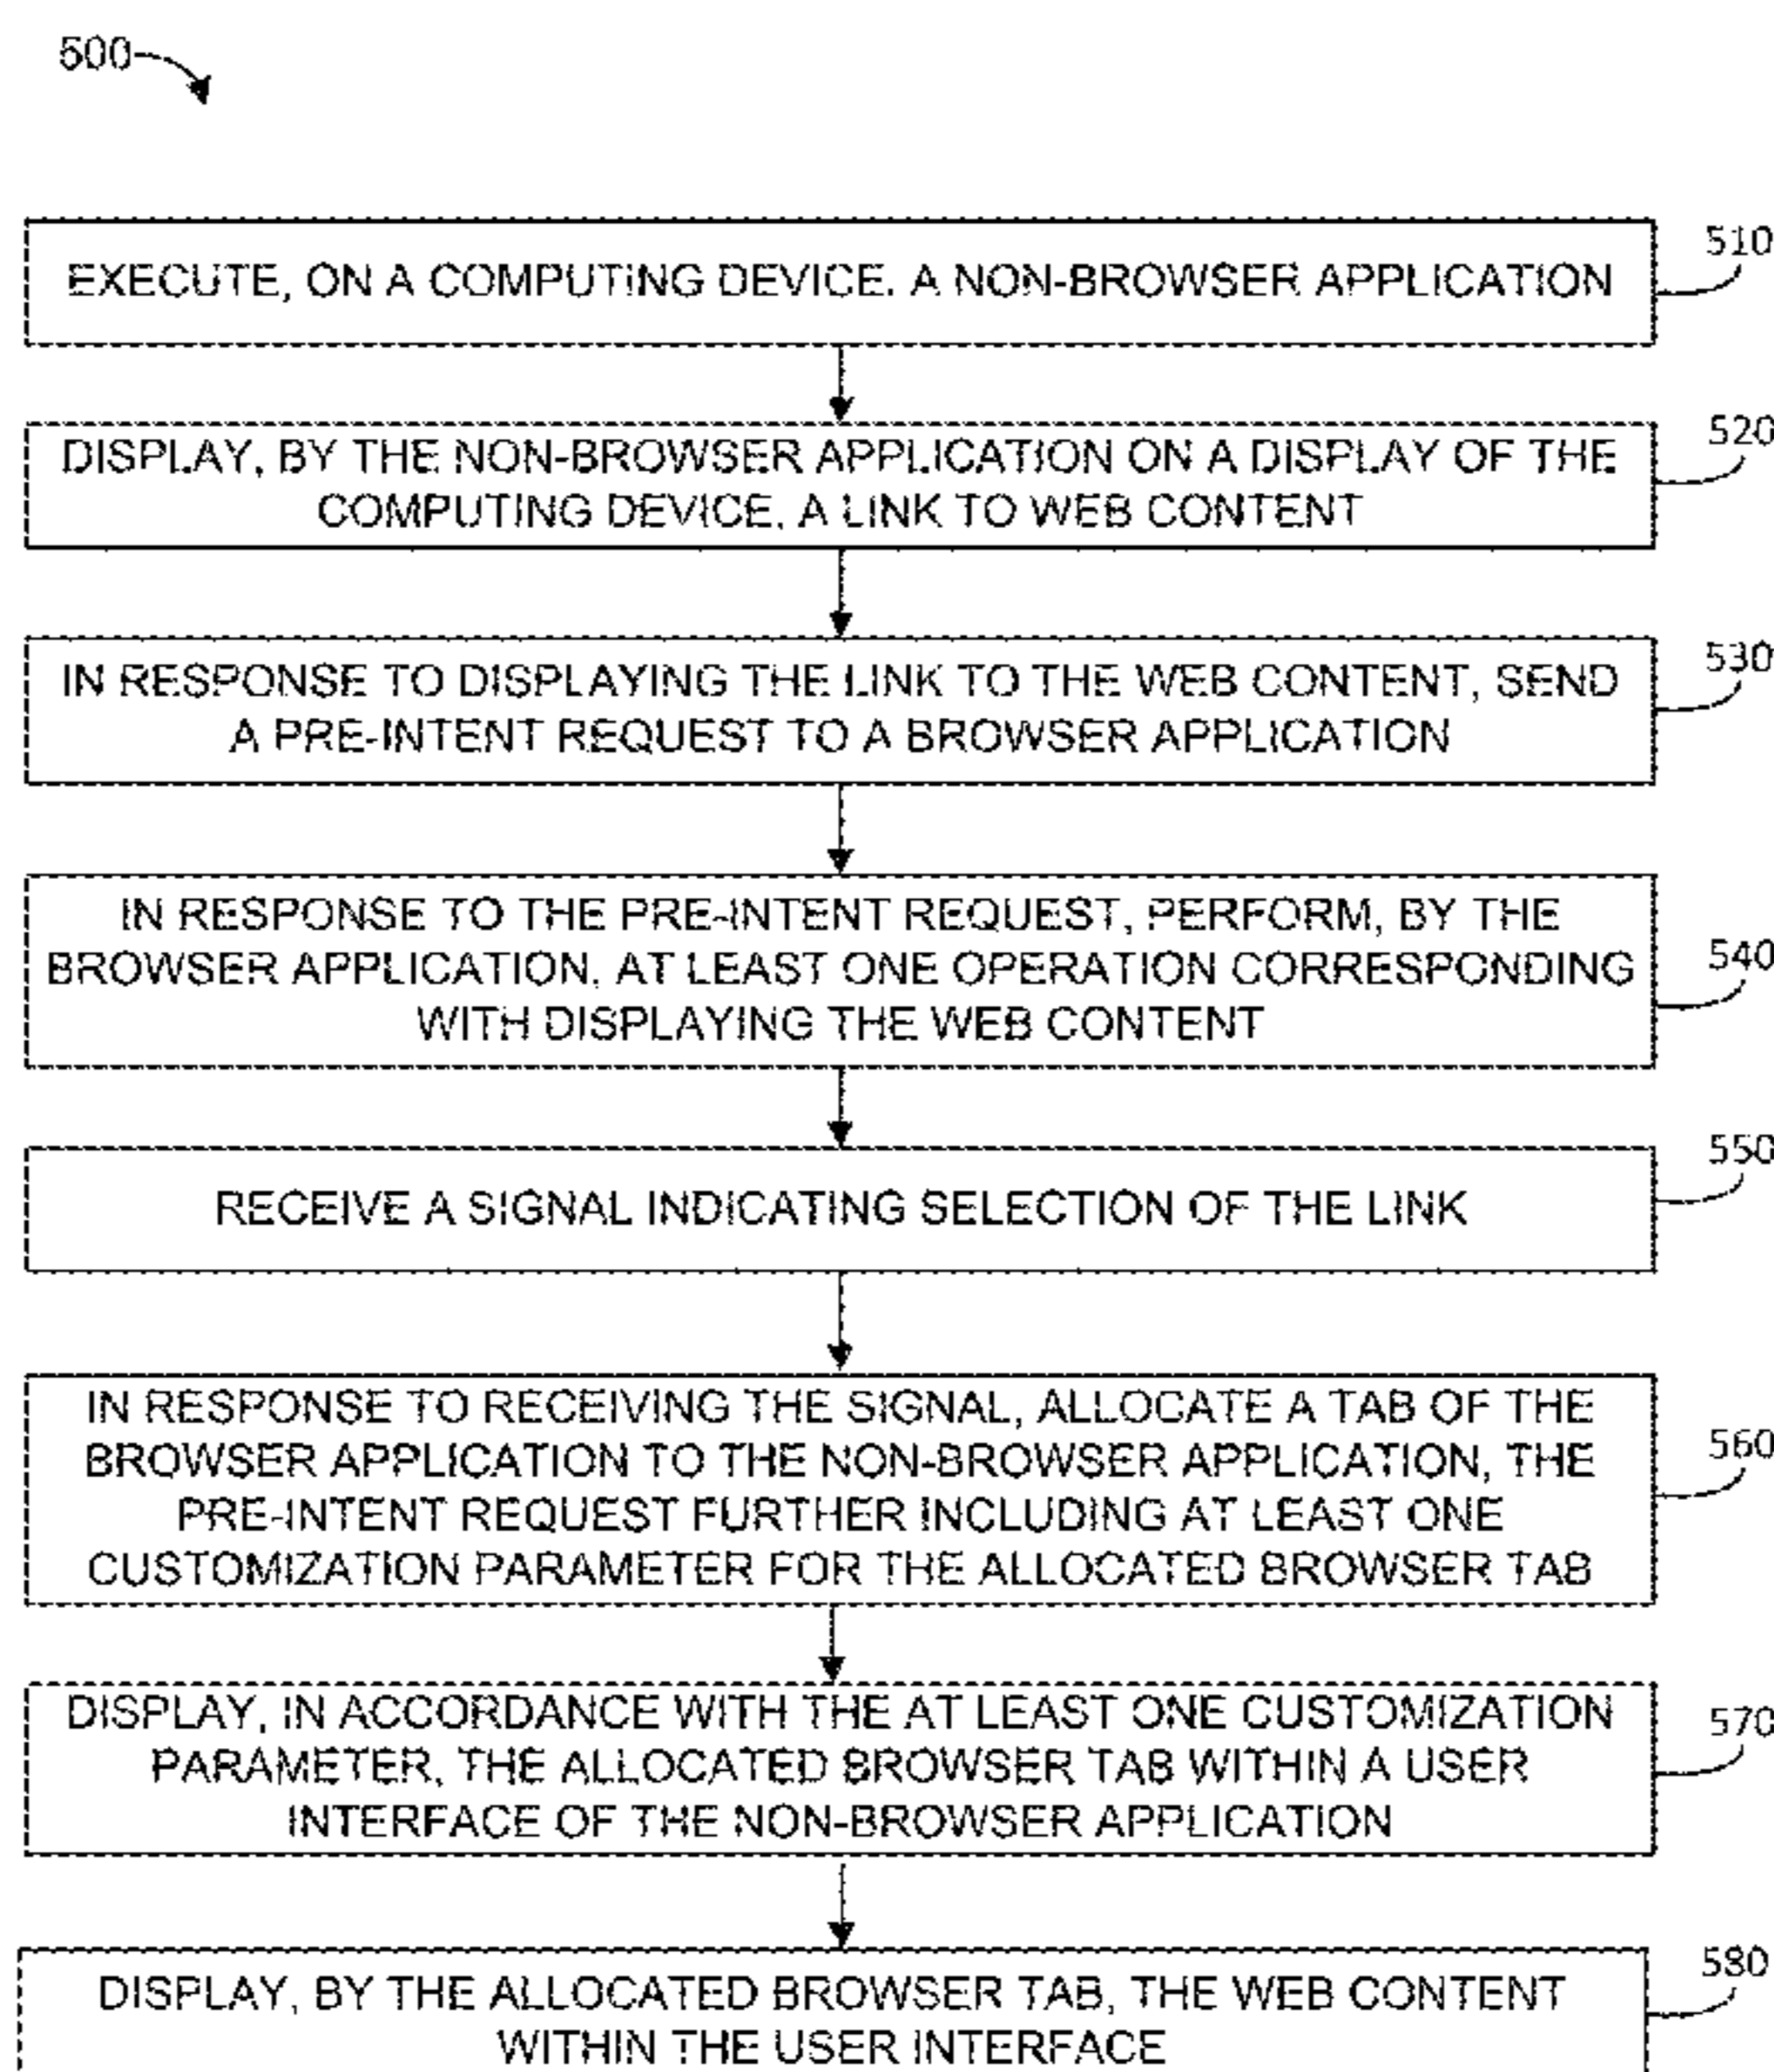 500
EXECUTE, ON A COMPUTING DEVICE, A NON-BROWSER APPLICATION
510
DISPLAY, BY THE NON-BROWSER APPLICATION ON A DISPLAY OF THE
COMPUTING DEVICE, A LINK TO WEB CONTENT
520
IN RESPONSE TO DISPLAYING THE LINK TO THE WEB CONTENT, SEND
A PRE-INTENT REQUEST TO A BROWSER APPLICATION
530
IN RESPONSE TO THE PRE-INTENT REQUEST, PERFORM, BY THE
BROWSER APPLICATION, AT LEAST ONE OPERATION CORRESPONDING
WITH DISPLAYING THE WEB CONTENT
540
RECEIVE A SIGNAL INDICATING SELECTION OF THE LINK
550
IN RESPONSE TO RECEIVING THE SIGNAL, ALLOCATE A TAB OF THE
BROWSER APPLICATION TO THE NON-BROWSER APPLICATION, THE
PRE-INTENT REQUEST FURTHER INCLUDING AT LEAST ONE
CUSTOMIZATION PARAMETER FOR THE ALLOCATED BROWSER TAB
560
DISPLAY, IN ACCORDANCE WITH THE AT LEAST ONE CUSTOMIZATION
PARAMETER, THE ALLOCATED BROWSER TAB WITHIN A USER
INTERFACE OF THE NON-BROWSER APPLICATION
570
DISPLAY, BY THE ALLOCATED BROWSER TAB, THE WEB CONTENT
WITHIN THE USER INTERFACE
580